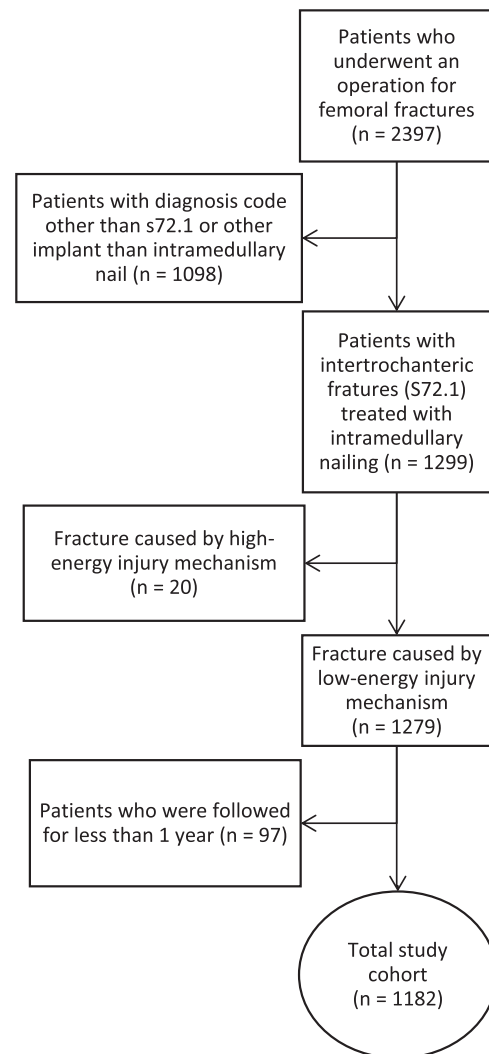 Patients who
underwent an
operation for
femoral fractures
(n = 2397)
Patients with diagnosis code
other than s72.1 or other
implant than intramedullary
nail (n = 1098)
Patients with
intertrochanteric
fratures (S72.1)
treated with
intramedullary
nailing (n = 1299)
Fracture caused by high-
energy injury mechanism
(n = 20)
Fracture caused by
low-energy injury
mechanism
(n = 1279)
Patients who were followed
for less than 1 year (n = 97)
Total study
cohort
(n = 1182)